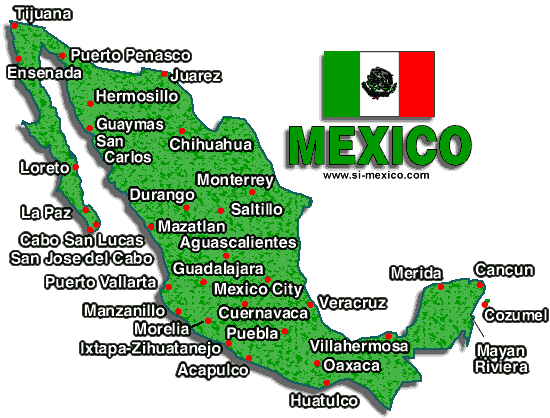 Tijuana
Puerto Penasco
Ensenada
Juarez
Hermosillo
MEXICO
www.si-mexico.com
Guaymas
San
Carlos
Chihuahua
Loreto
Monterrey
Durango
Saltillo
La Paz
Mazatlan
Cabo San Lucas
San Jose del Cabo
Aguascalientes
Guadalajara
Puerto Vallarta
Mexico City
Merida
Cancun
Manzanillo
Cuernavaca
Veracruz
Cozumel
Morelia
Puebla
Ixtapa-Zihuatanejo
Villahermosa
Mayan
Riviera
Acapulco
Oaxaca
Huatulco